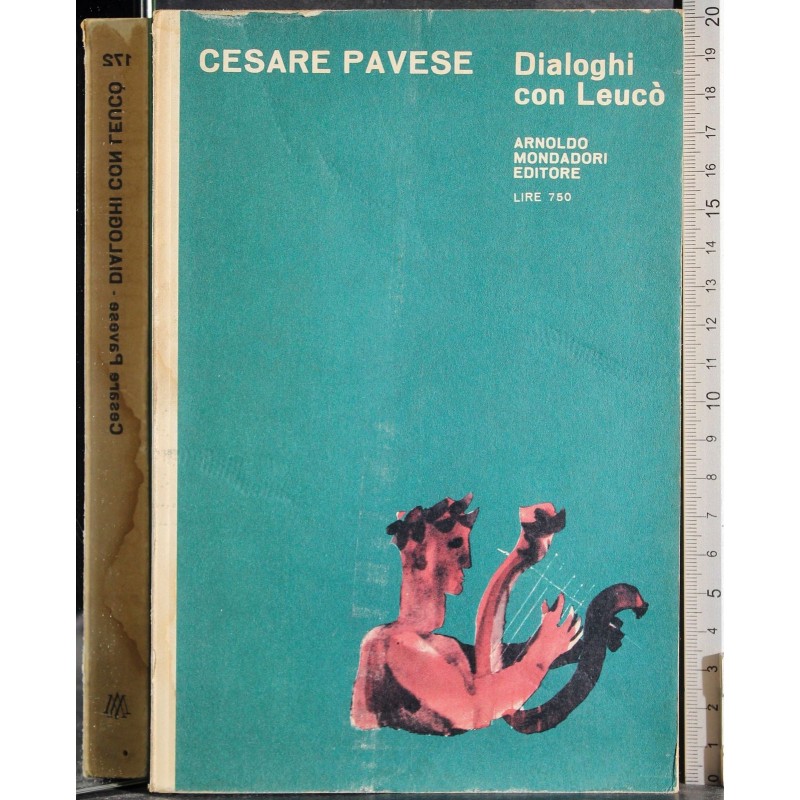 CESARE PAVESE
Dialoghi
con Leucò
ARNOLDO
MONDADORI
EDITORE
LIRE 750
Cesare Pavese - DIALOGHI CON LEUCÒ
172
20
19
18
17
16
15
14
13
12
11
10
9
8
7
6
5
4
3
2
1
0